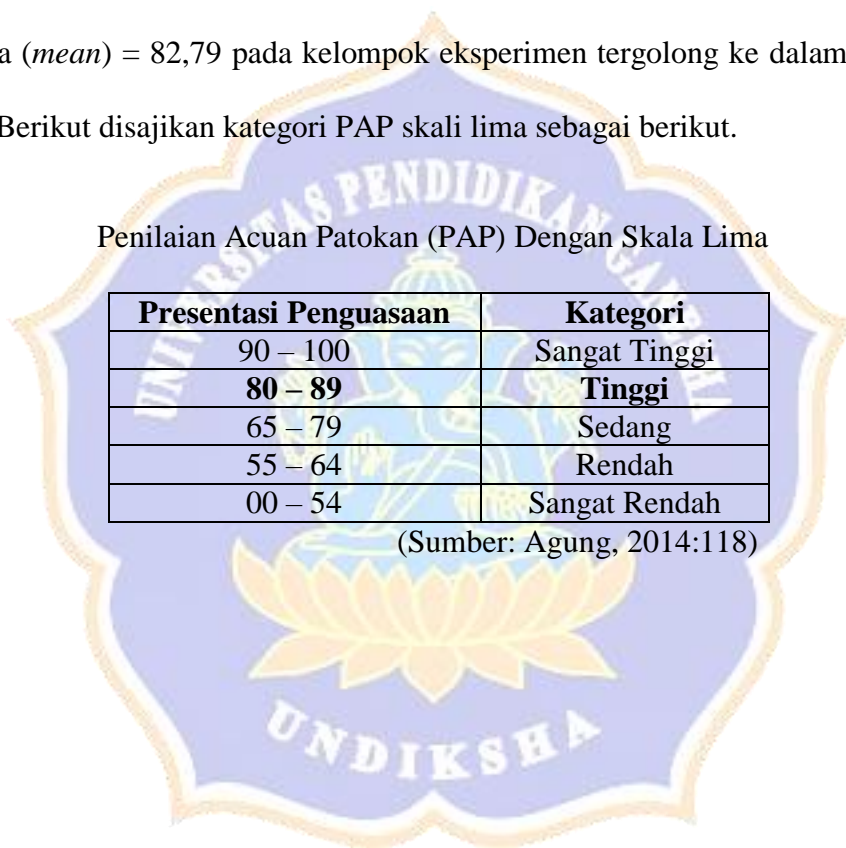 a (mean) = 82,79 pada kelompok eksperimen tergolong ke dalam
Berikut disajikan kategori PAP skali lima sebagai berikut.
Penilaian Acuan Patokan (PAP) Dengan Skala Lima
Presentasi Penguasaan Kategori
90 – 100 Sangat Tinggi
80 – 89 Tinggi
65 – 79 Sedang
55 – 64 Rendah
00 – 54 Sangat Rendah
(Sumber: Agung, 2014:118)
UNIVERSITAS PENDIDIKAN GANESHA
UNDIKSHA